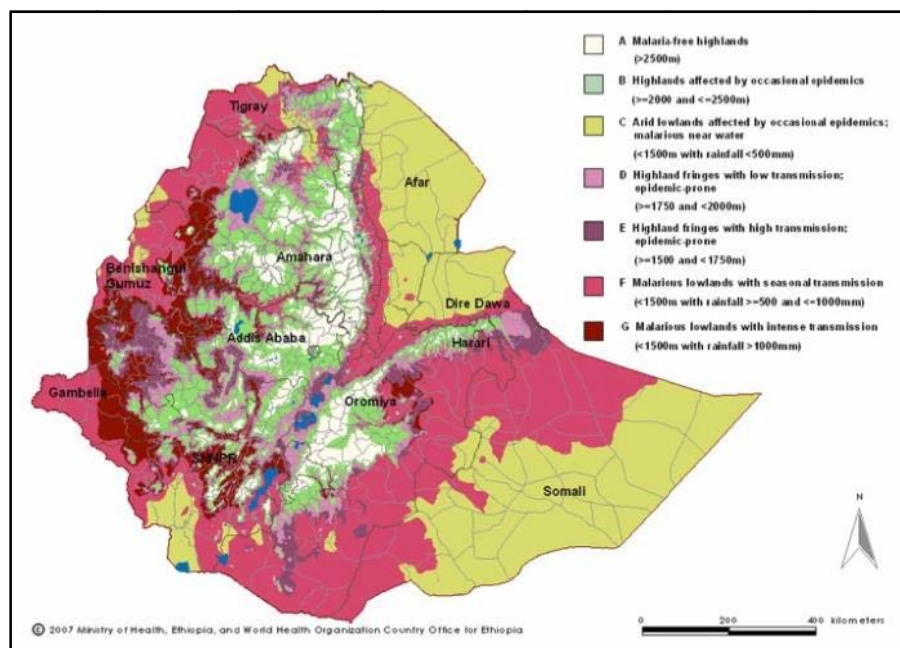 A Malaria-free highlands
(>2500m)
B Highlands affected by occasional epidemics
(>=2000 and <=2500m)
C Arid lowlands affected by occasional epidemics;
malarious near water
(<1500m with rainfall <500mm)
D Highland fringes with low transmission;
epidemic-prone
(>=1750 and <2000m)
E Highland fringes with high transmission;
epidemic-prone
(>=1500 and <1750m)
F Malarious lowlands with seasonal transmission
(<1500m with rainfall >=500 and <=1000mm)
G Malarious lowlands with intense transmission
(<1500m with rainfall >1000mm)
Tigray
Afar
Amahara
Benishangul
Gumuz
Dire Dawa
Addis Ababa
Harari
Gambella
Oromiya
SNNPR
Somali
N
0 200 400 kilometers
© 2007 Ministry of Health, Ethiopia, and World Health Organization Country Office for Ethiopia